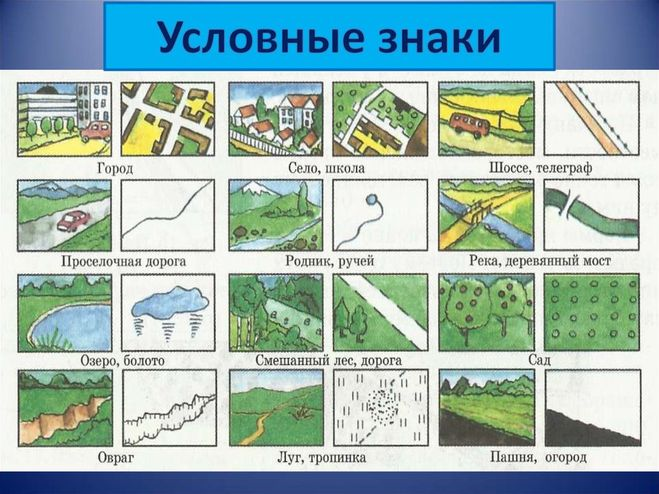 Условные знаки
Город
Село, школа
Шоссе, телеграф
Проселочная дорога
Родник, ручей
Река, деревянный мост
Озеро, болото
Смешанный лес, дорога
Сад
Овраг
Луг, тропинка
Пашня, огород